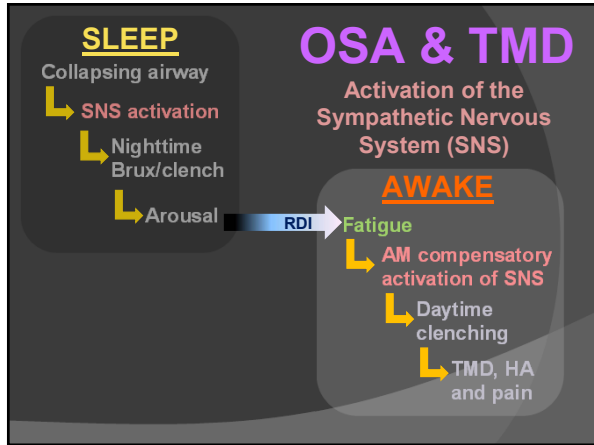 SLEEP
Collapsing airway
SNS activation
Nighttime
Brux/clench
Arousal
RDI
OSA & TMD
Activation of the
Sympathetic Nervous
System (SNS)
AWAKE
Fatigue
AM compensatory
activation of SNS
Daytime
clenching
TMD, HA
and pain